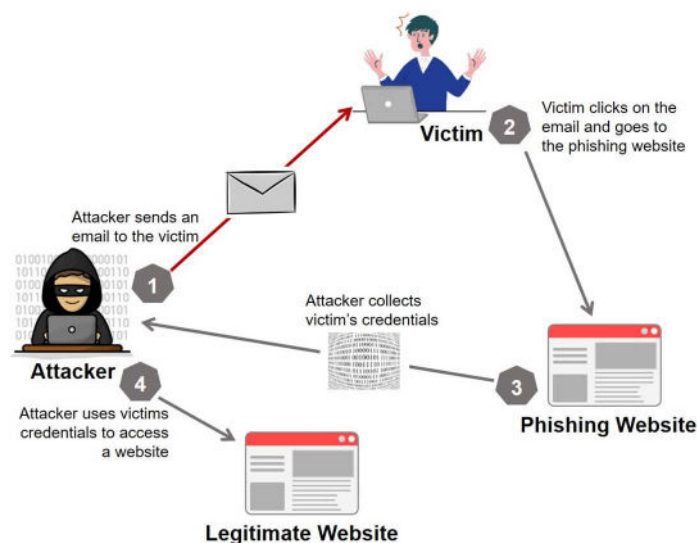 Victim
2
Victim clicks on the
email and goes to
the phishing website
Attacker sends an
email to the victim
1
Attacker collects
victim's credentials
Attacker
4
3
Attacker uses victims
credentials to access
a website
Phishing Website
Legitimate Website